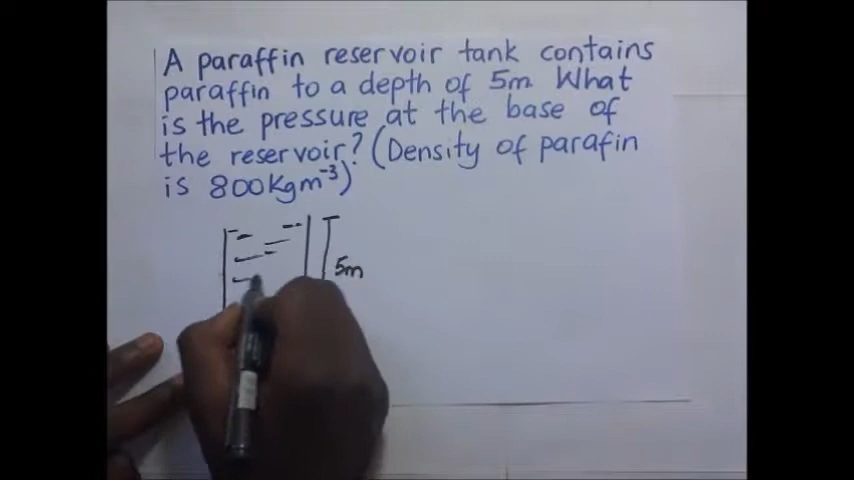 A paraffin reservoir tank contains
paraffin to a depth of 5m What
is the pressure at the base of
the reservoir? (Density of parafin
is 800Kgm⁻³)
5m